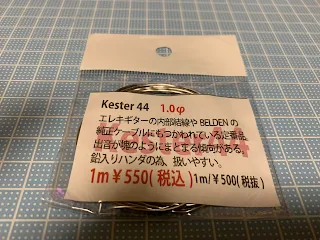 Kester 44 1.0φ
エレキギターの内部結線や BELDEN の
純正ケーブルにもつかわれている定番品
出音が塊のようにまとまる傾向がある。
鉛入りハンダの為、扱いやすい。
1m￥550(税込) 1m/￥500(税抜)